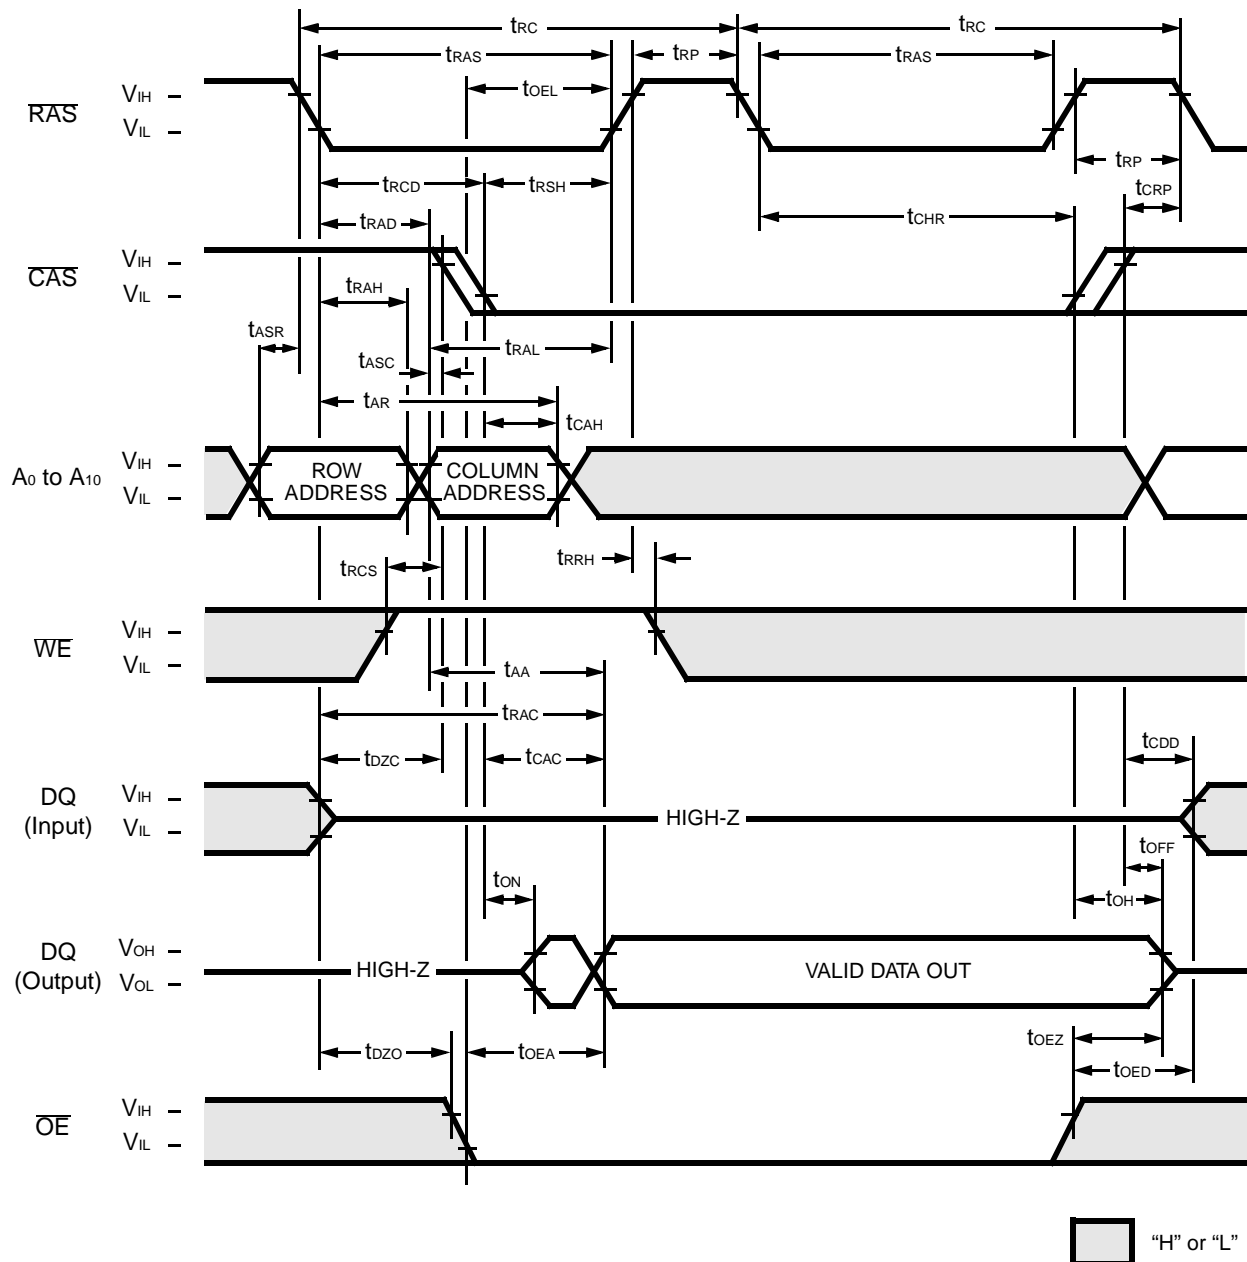 tRC tRC
tRAS tRP tRAS
tOEL
RAS VIH –
VIL –
tRP
tRCD tRSH
tCRP
tRAD tCHR
CAS VIH –
VIL –
tRAH
tASR
tRAL
tASC
tAR
tCAH
A0 to A10 VIH –
VIL –
ROW
ADDRESS
COLUMN
ADDRESS
tRRH
tRCS
WE VIH –
VIL –
tAA
tRAC
tDZC tCAC tCDD
DQ
(Input)
VIH –
VIL –
HIGH-Z
tOFF
tON tOH
DQ
(Output)
VOH –
VOL –
HIGH-Z VALID DATA OUT
tOEZ
tDZO tOEA
tOED
OE VIH –
VIL –
“H” or “L”